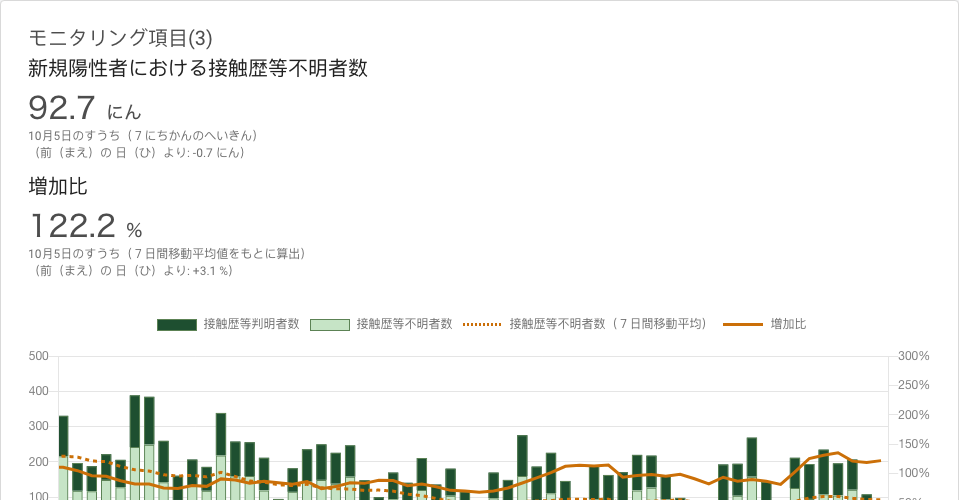 モニタリング項目(3)
新規陽性者における接触歴等不明者数
92.7 にん
10月5日のすうち（７にちかんのへいきん）
（前（まえ）の 日（ひ）より: -0.7 にん）
増加比
122.2 %
10月5日のすうち（７日間移動平均値をもとに算出）
（前（まえ）の 日（ひ）より: +3.1 %）
接触歴等判明者数 接触歴等不明者数 接触歴等不明者数（７日間移動平均） 増加比
500 300%
250%
400
200%
300
150%
200
100%
100